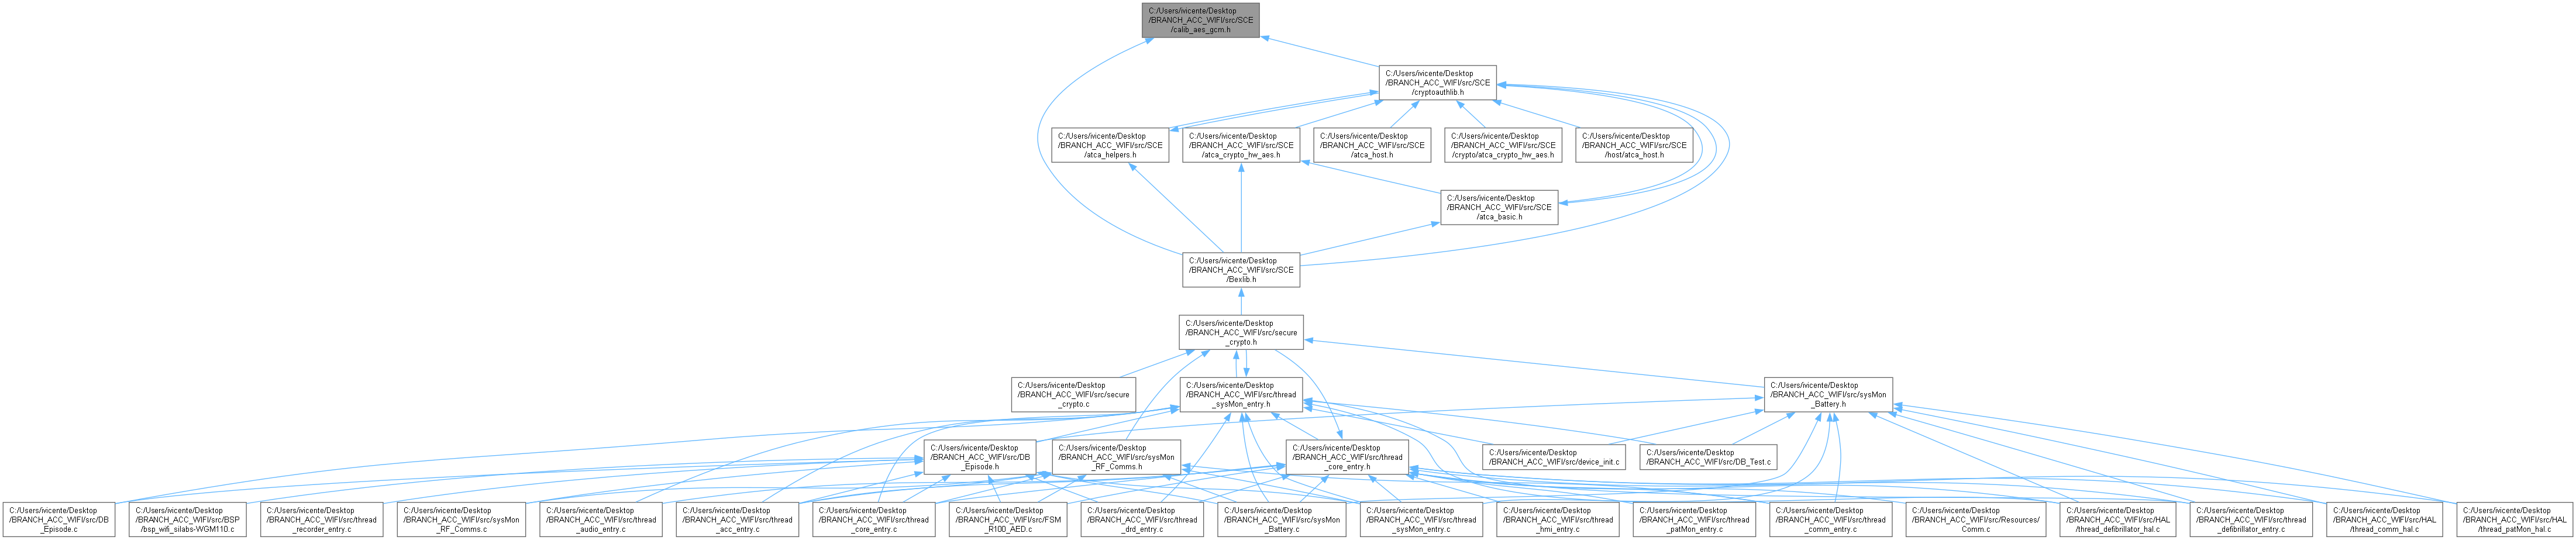 C:/Users/ivicente/Desktop
/BRANCH_ACC_WIFI/src/SCE
/calib_aes_gcm.h
C:/Users/ivicente/Desktop
/BRANCH_ACC_WIFI/src/SCE
/cryptoauthlib.h
C:/Users/ivicente/Desktop
/BRANCH_ACC_WIFI/src/SCE
/atca_helpers.h
C:/Users/ivicente/Desktop
/BRANCH_ACC_WIFI/src/SCE
/atca_crypto_hw_aes.h
C:/Users/ivicente/Desktop
/BRANCH_ACC_WIFI/src/SCE
/atca_host.h
C:/Users/ivicente/Desktop
/BRANCH_ACC_WIFI/src/SCE
/crypto/atca_crypto_hw_aes.h
C:/Users/ivicente/Desktop
/BRANCH_ACC_WIFI/src/SCE
/host/atca_host.h
C:/Users/ivicente/Desktop
/BRANCH_ACC_WIFI/src/SCE
/atca_basic.h
C:/Users/ivicente/Desktop
/BRANCH_ACC_WIFI/src/SCE
/Bexlib.h
C:/Users/ivicente/Desktop
/BRANCH_ACC_WIFI/src/secure
_crypto.h
C:/Users/ivicente/Desktop
/BRANCH_ACC_WIFI/src/secure
_crypto.c
C:/Users/ivicente/Desktop
/BRANCH_ACC_WIFI/src/thread
_sysMon_entry.h
C:/Users/ivicente/Desktop
/BRANCH_ACC_WIFI/src/sysMon
_Battery.h
C:/Users/ivicente/Desktop
/BRANCH_ACC_WIFI/src/DB
_Episode.h
C:/Users/ivicente/Desktop
/BRANCH_ACC_WIFI/src/sysMon
_RF_Comms.h
C:/Users/ivicente/Desktop
/BRANCH_ACC_WIFI/src/thread
_core_entry.h
C:/Users/ivicente/Desktop
/BRANCH_ACC_WIFI/src/device_init.c
C:/Users/ivicente/Desktop
/BRANCH_ACC_WIFI/src/DB_Test.c
C:/Users/ivicente/Desktop
/BRANCH_ACC_WIFI/src/DB
_Episode.c
C:/Users/ivicente/Desktop
/BRANCH_ACC_WIFI/src/BSP
/bsp_wifi_silabs-WGM110.c
C:/Users/ivicente/Desktop
/BRANCH_ACC_WIFI/src/thread
_recorder_entry.c
C:/Users/ivicente/Desktop
/BRANCH_ACC_WIFI/src/sysMon
_RF_Comms.c
C:/Users/ivicente/Desktop
/BRANCH_ACC_WIFI/src/thread
_audio_entry.c
C:/Users/ivicente/Desktop
/BRANCH_ACC_WIFI/src/thread
_acc_entry.c
C:/Users/ivicente/Desktop
/BRANCH_ACC_WIFI/src/thread
_core_entry.c
C:/Users/ivicente/Desktop
/BRANCH_ACC_WIFI/src/FSM
_R100_AED.c
C:/Users/ivicente/Desktop
/BRANCH_ACC_WIFI/src/thread
_drd_entry.c
C:/Users/ivicente/Desktop
/BRANCH_ACC_WIFI/src/sysMon
_Battery.c
C:/Users/ivicente/Desktop
/BRANCH_ACC_WIFI/src/thread
_sysMon_entry.c
C:/Users/ivicente/Desktop
/BRANCH_ACC_WIFI/src/thread
_hmi_entry.c
C:/Users/ivicente/Desktop
/BRANCH_ACC_WIFI/src/thread
_patMon_entry.c
C:/Users/ivicente/Desktop
/BRANCH_ACC_WIFI/src/thread
_comm_entry.c
C:/Users/ivicente/Desktop
/BRANCH_ACC_WIFI/src/Resources/
Comm.c
C:/Users/ivicente/Desktop
/BRANCH_ACC_WIFI/src/HAL
/thread_defibrillator_hal.c
C:/Users/ivicente/Desktop
/BRANCH_ACC_WIFI/src/thread
_defibrillator_entry.c
C:/Users/ivicente/Desktop
/BRANCH_ACC_WIFI/src/HAL
/thread_comm_hal.c
C:/Users/ivicente/Desktop
/BRANCH_ACC_WIFI/src/HAL
/thread_patMon_hal.c